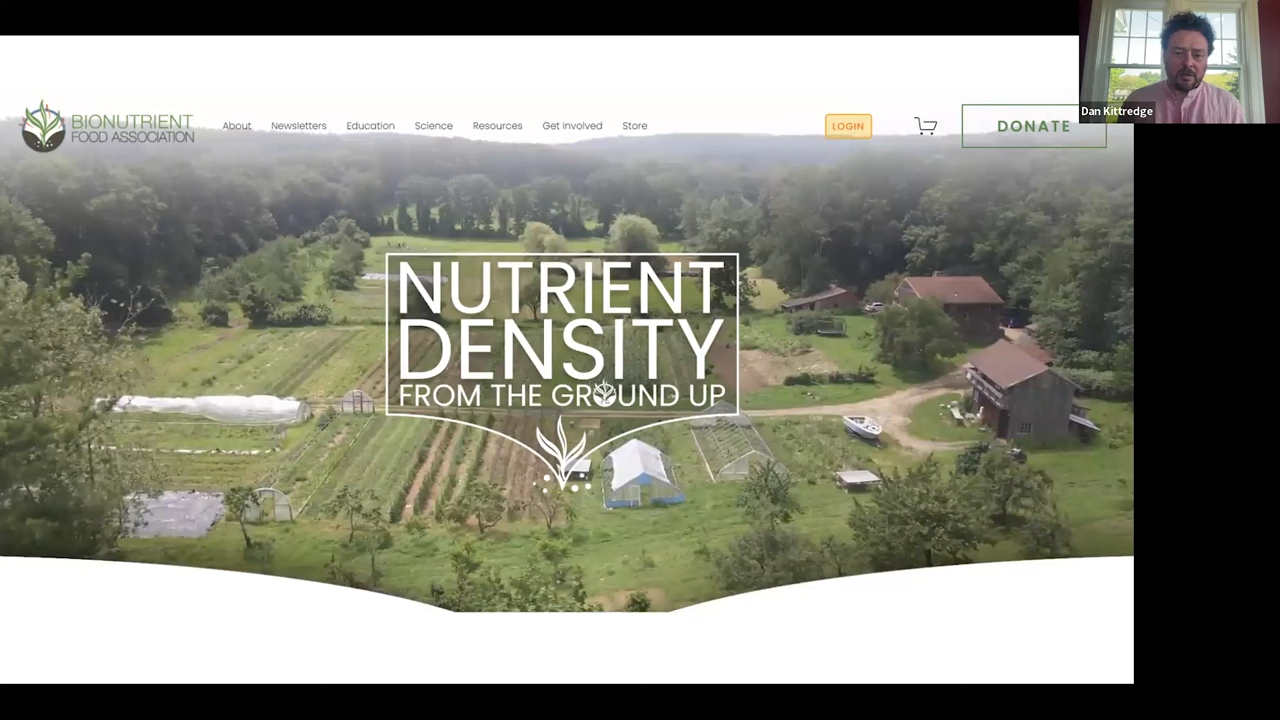 BIONUTRIENT
FOOD ASSOCIATION
About
Newsletters
Education
Science
Resources
Get Involved
Store
LOGIN
DONATE
Dan Kittredge
NUTRIENT
DENSITY
FROM THE GROUND UP